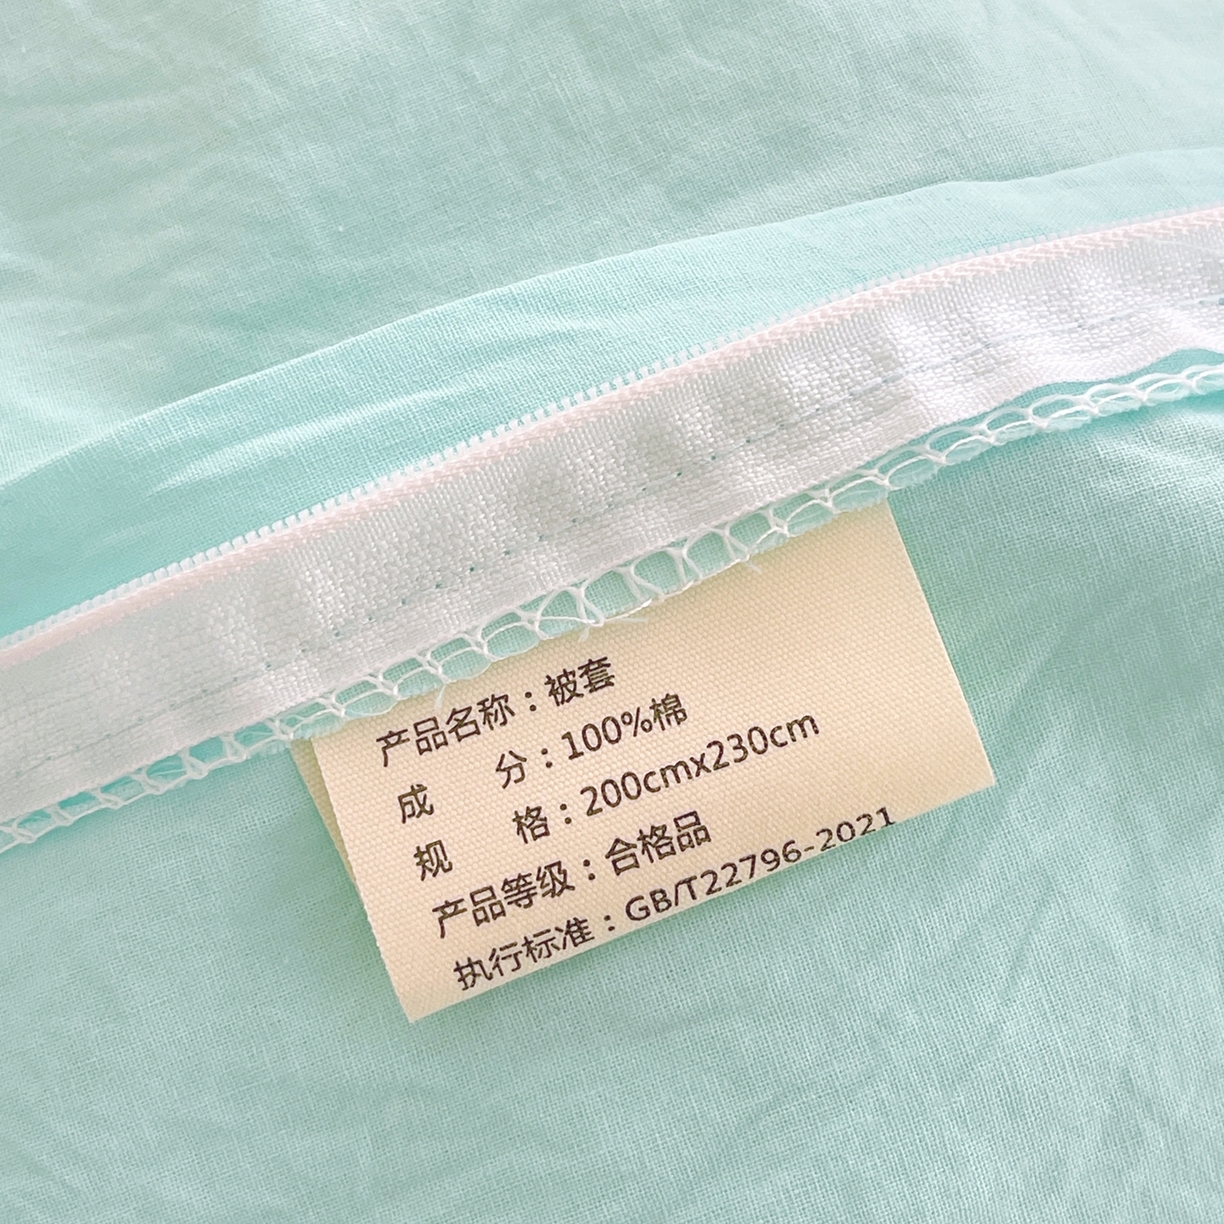 产品名称：被套
成 分：100%棉
规 格：200cmx230cm
产品等级：合格品
执行标准：GB/T22796-2021